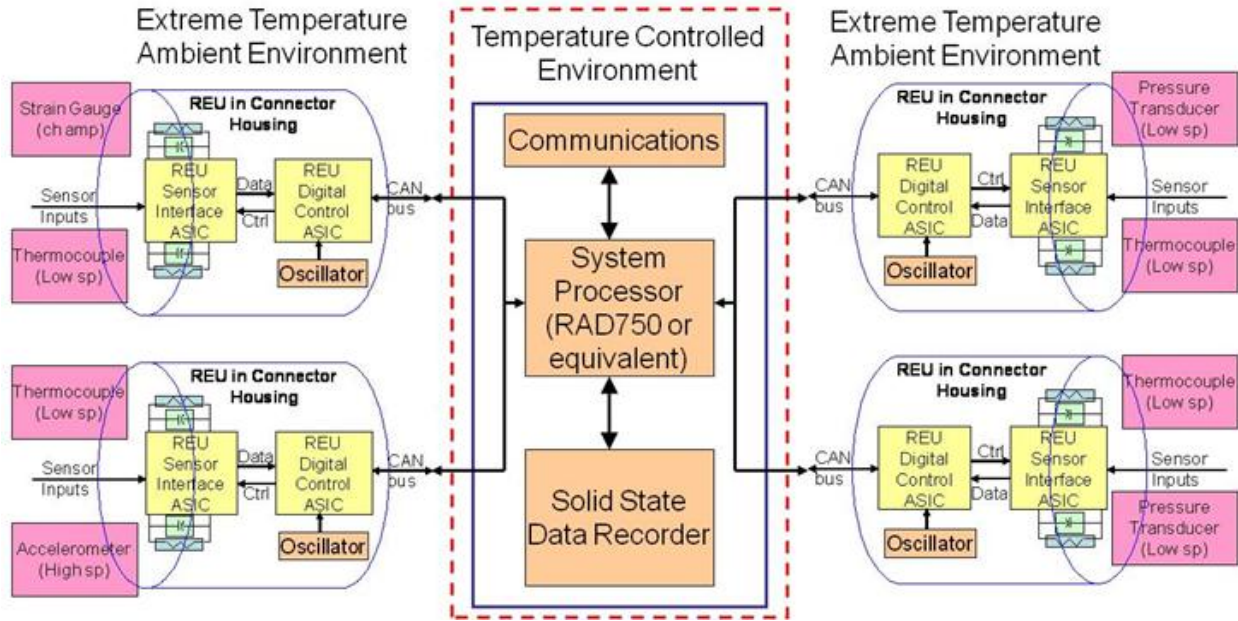 Extreme Temperature
Ambient Environment
Strain Gauge
(ch amp)
REU in Connector
Housing
REU
Sensor
Interface
ASIC
Data
Ctrl
REU
Digital
Control
ASIC
CAN
bus
Sensor
Inputs
Thermocouple
(Low sp)
Oscillator
Thermocouple
(Low sp)
REU in Connector
Housing
REU
Sensor
Interface
ASIC
Data
Ctrl
REU
Digital
Control
ASIC
CAN
bus
Sensor
Inputs
Accelerometer
(High sp)
Oscillator
Temperature Controlled
Environment
Communications
System
Processor
(RAD750 or
equivalent)
Solid State
Data Recorder
Extreme Temperature
Ambient Environment
REU in Connector
Housing
Pressure
Transducer
(Low sp)
CAN
bus
REU
Digital
Control
ASIC
Ctrl
Data
REU
Sensor
Interface
ASIC
Sensor
Inputs
Oscillator
Thermocouple
(Low sp)
REU in Connector
Housing
Thermocouple
(Low sp)
CAN
bus
REU
Digital
Control
ASIC
Ctrl
Data
REU
Sensor
Interface
ASIC
Sensor
Inputs
Oscillator
Pressure
Transducer
(Low sp)